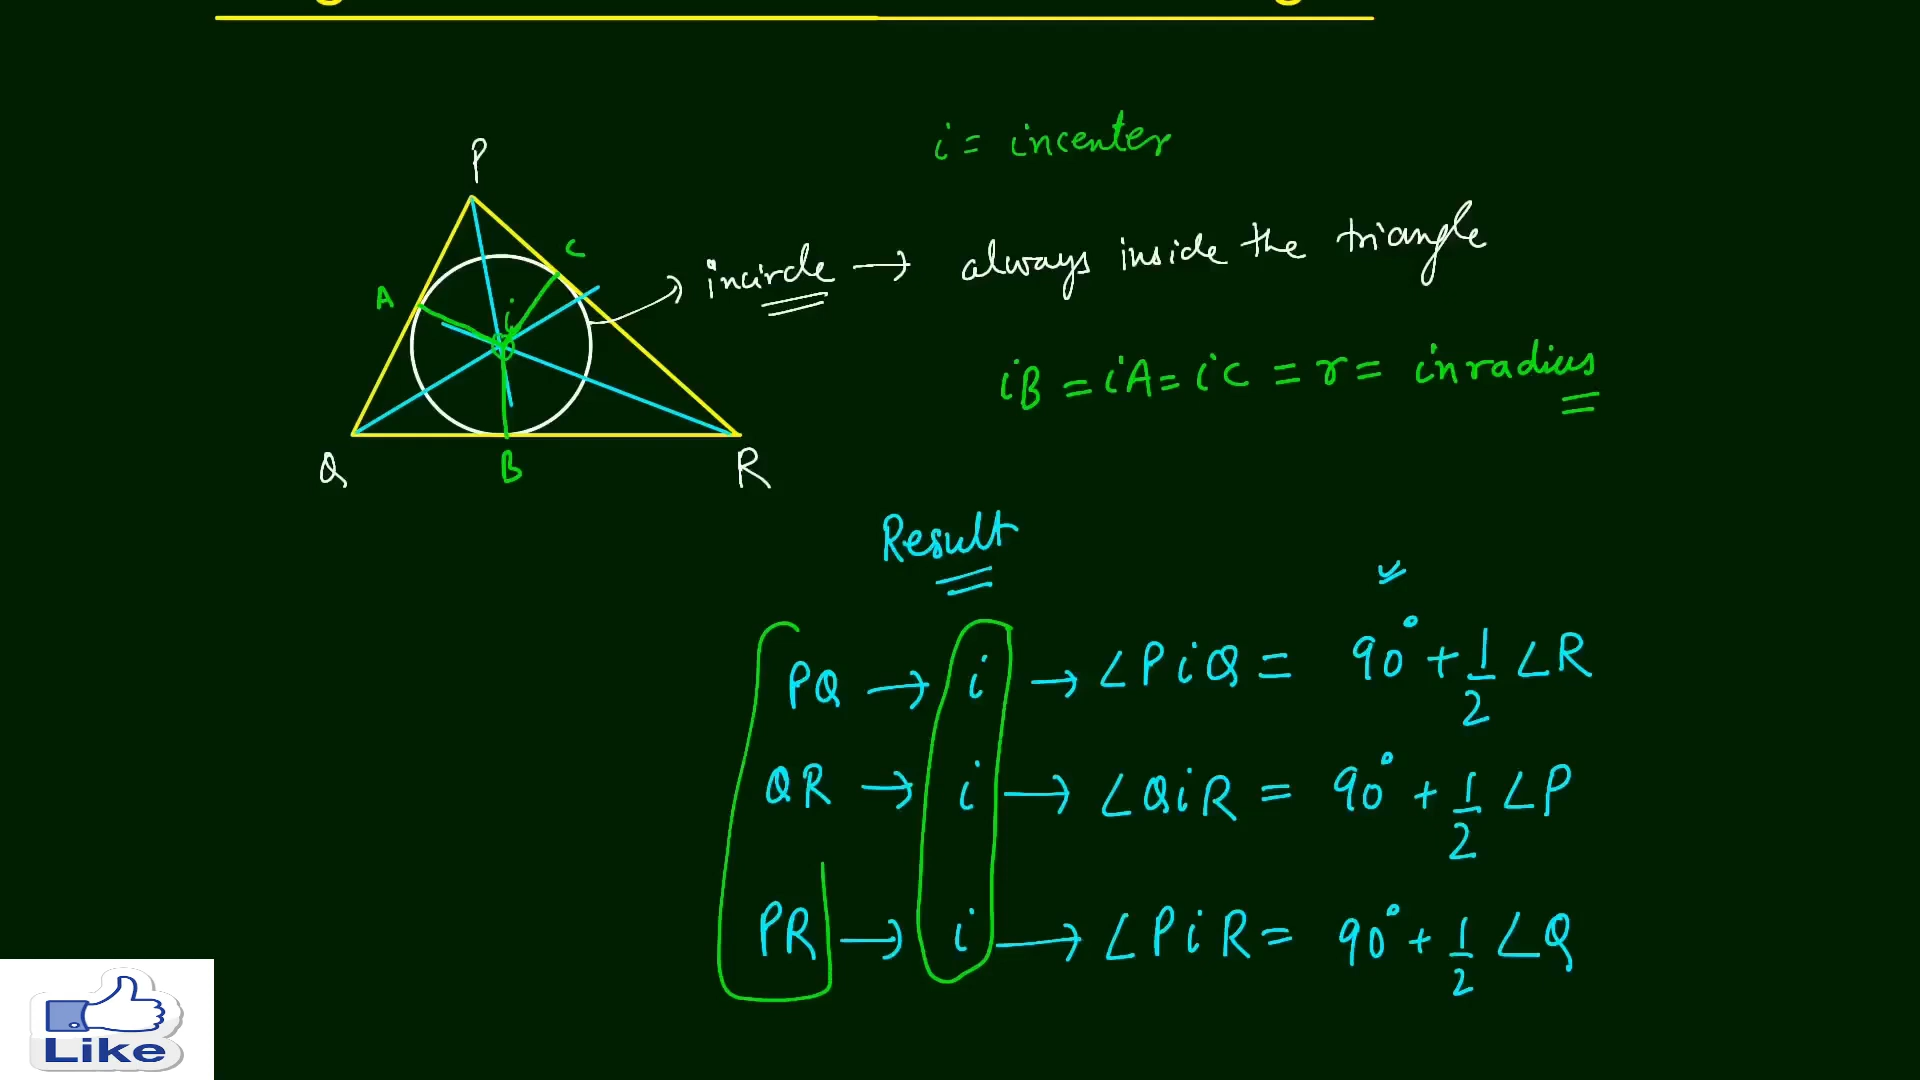 P
i = incenter
C
A
i
incircle → always inside the triangle
iB = iA = iC = r = inradius
Q
B
R
Result
PQ → i → ∠PiQ = 90° + 1/2 ∠R
QR → i → ∠QiR = 90° + 1/2 ∠P
PR → i → ∠PiR = 90° + 1/2 ∠Q
Like